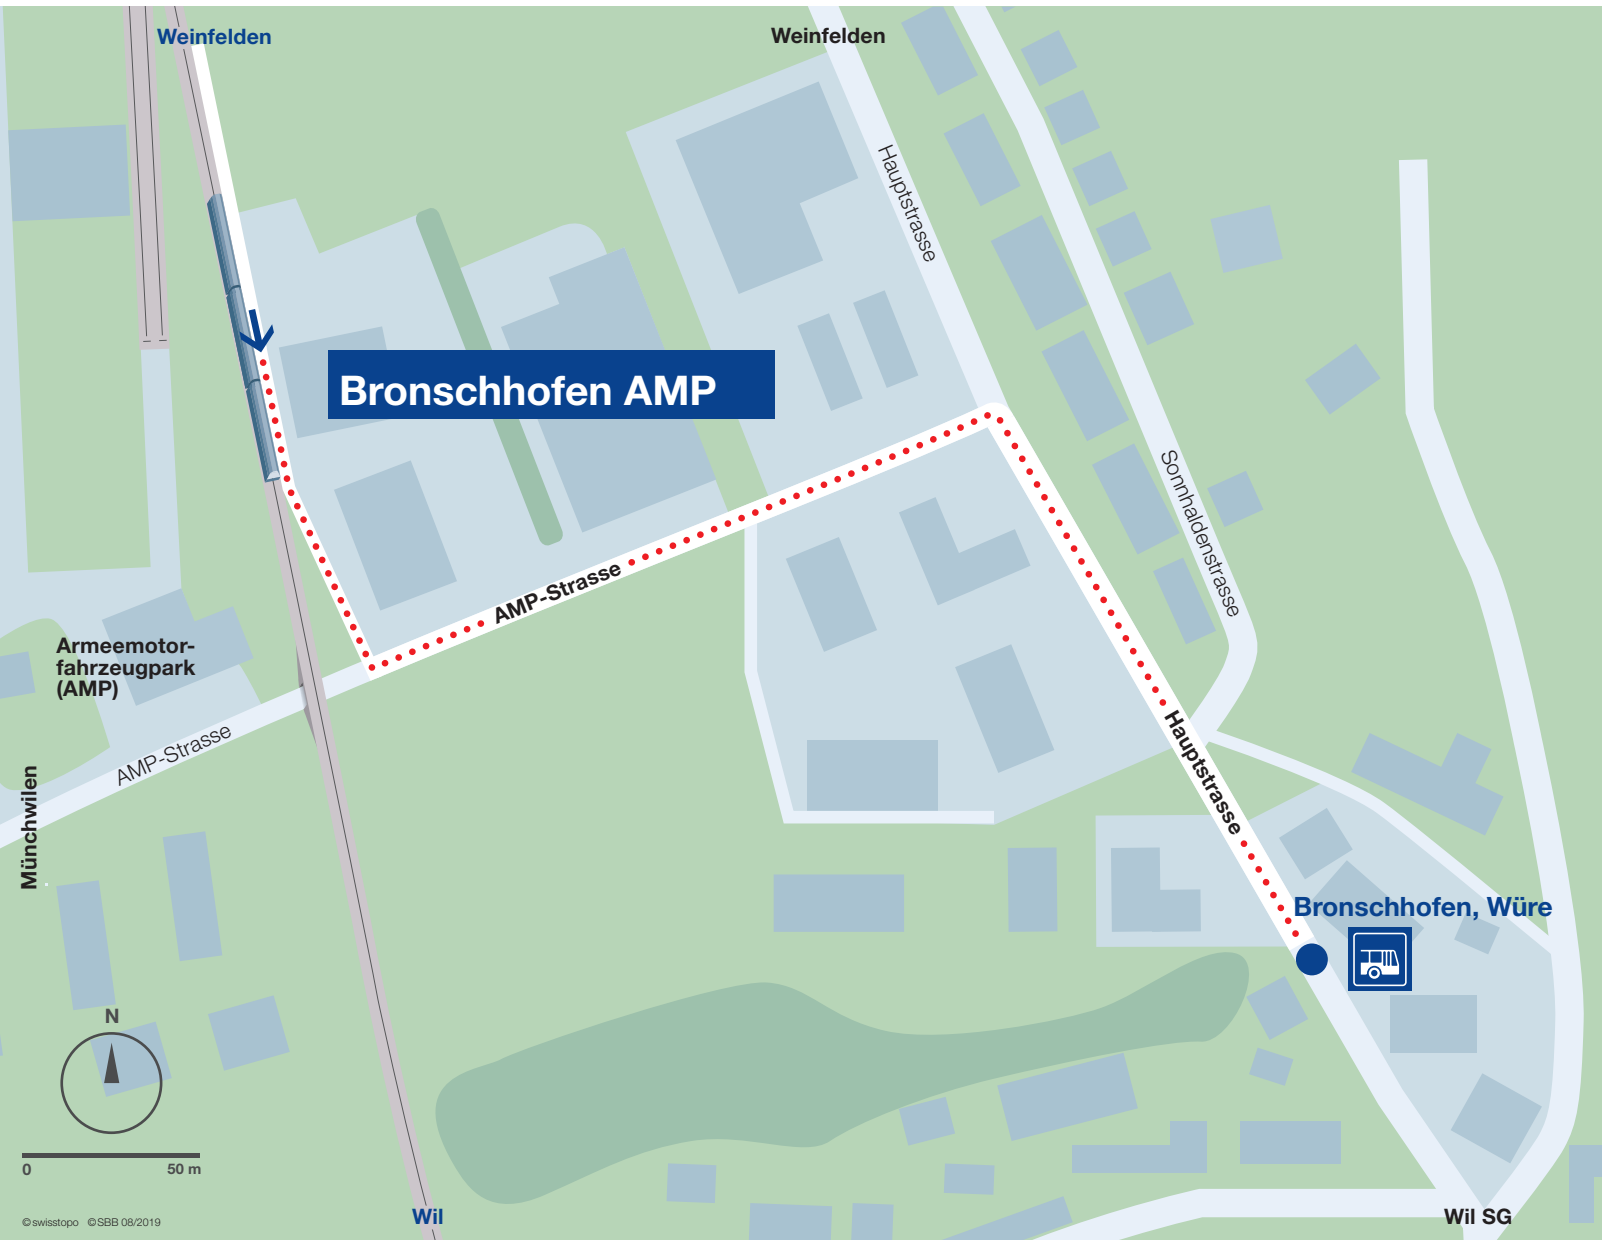 Weinfelden
Weinfelden
Hauptstrasse
Bronschhofen AMP
Sonnhaldenstrasse
AMP-Strasse
Armeemotor-
fahrzeugpark
(AMP)
AMP-Strasse
Hauptstrasse
Münchwilen
Bronschhofen, Würe
N
0
50 m
Wil
Wil SG
© swisstopo © SBB 08/2019